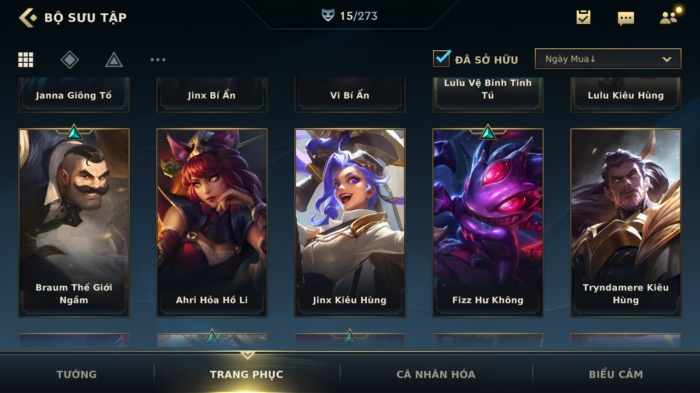 BỘ SƯU TẬP
15/273
ĐÃ SỞ HỮU
Ngày Mua↓
Janna Giông Tố
Jinx Bí Ẩn
Vi Bí Ẩn
Lulu Vệ Binh Tinh
Tú
Lulu Kiêu Hùng
Braum Thế Giới
Ngầm
Ahri Hỏa Hồ Li
Jinx Kiêu Hùng
Fizz Hư Không
Tryndamere Kiêu
Hùng
TƯỚNG
TRANG PHỤC
CÁ NHÂN HÓA
BIỂU CẢM